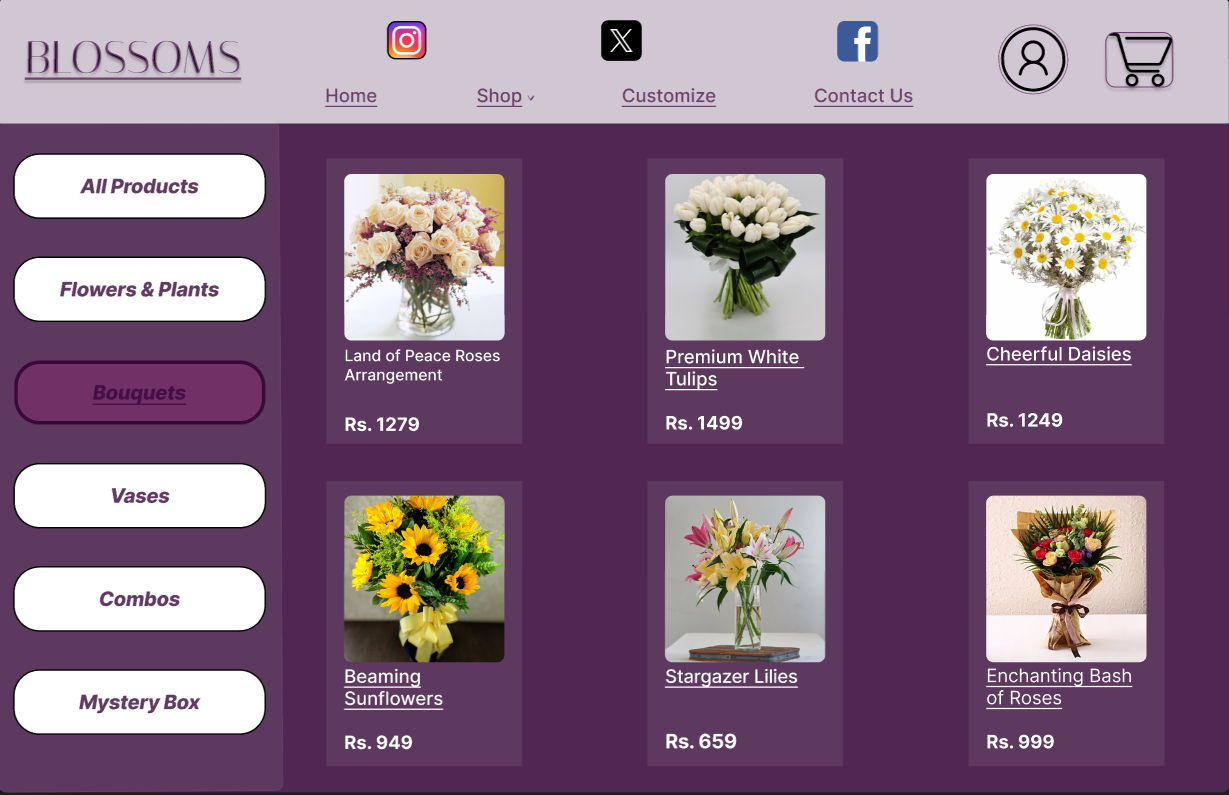 BLOSSOMS
Home
Shop
Customize
Contact Us
All Products
Flowers & Plants
Bouquets
Vases
Combos
Mystery Box
Land of Peace Roses
Arrangement
Rs. 1279
Premium White
Tulips
Rs. 1499
Cheerful Daisies
Rs. 1249
Beaming
Sunflowers
Rs. 949
Stargazer Lilies
Rs. 659
Enchanting Bash
of Roses
Rs. 999